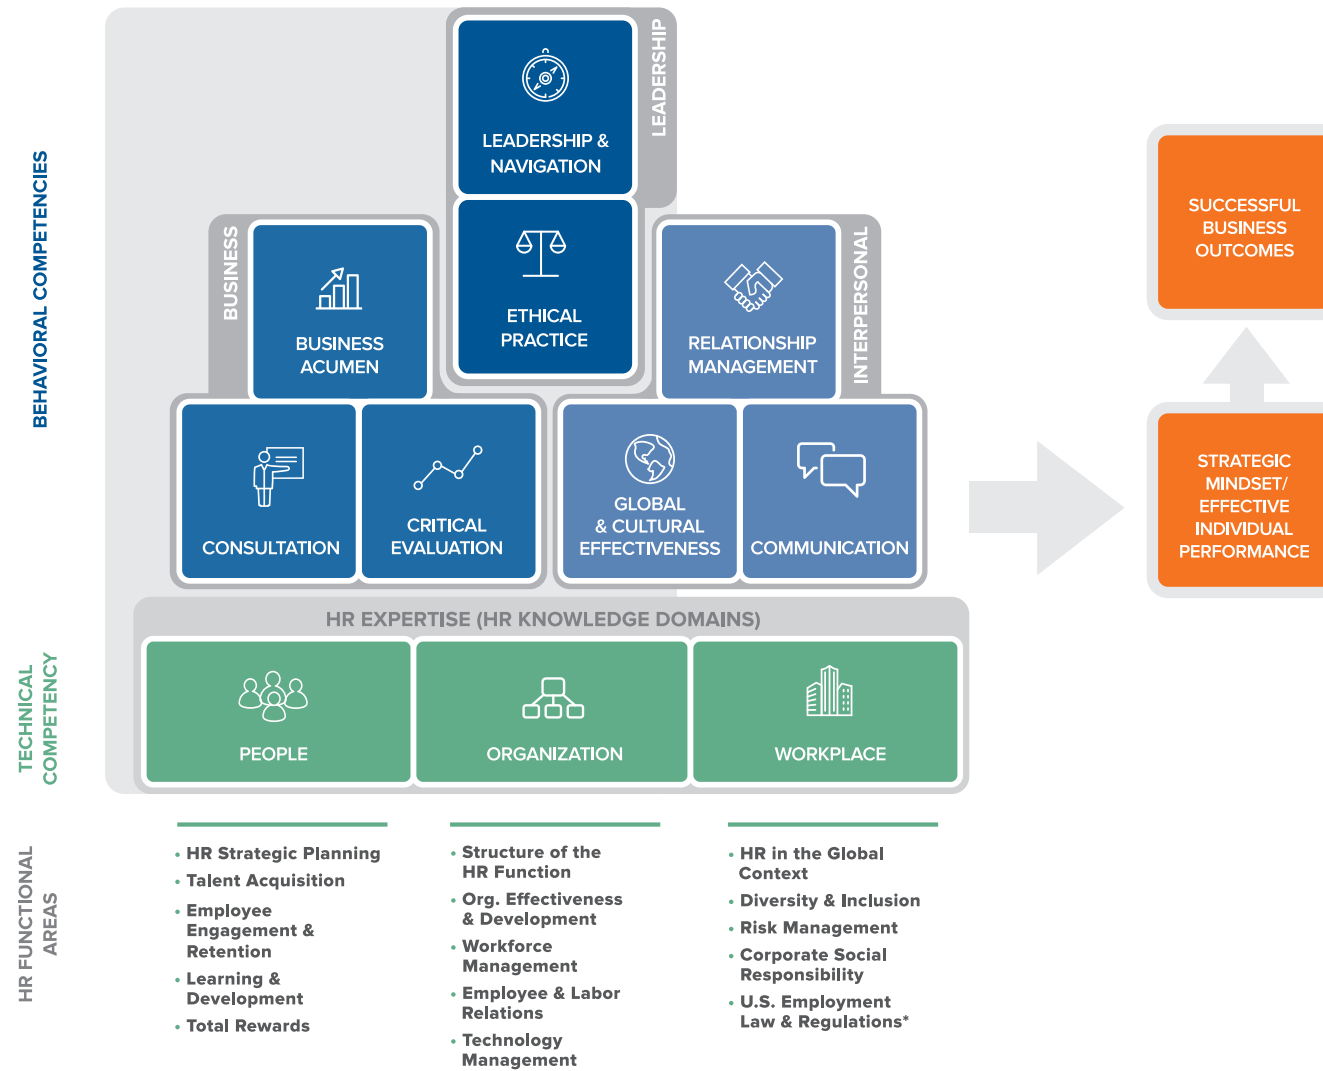 BEHAVIORAL COMPETENCIES
LEADERSHIP
LEADERSHIP &
NAVIGATION
ETHICAL
PRACTICE
BUSINESS
BUSINESS
ACUMEN
CONSULTATION
CRITICAL
EVALUATION
INTERPERSONAL
RELATIONSHIP
MANAGEMENT
GLOBAL
& CULTURAL
EFFECTIVENESS
COMMUNICATION
SUCCESSFUL
BUSINESS
OUTCOMES
STRATEGIC
MINDSET/
EFFECTIVE
INDIVIDUAL
PERFORMANCE
TECHNICAL
COMPETENCY
HR EXPERTISE (HR KNOWLEDGE DOMAINS)
PEOPLE
ORGANIZATION
WORKPLACE
HR FUNCTIONAL
AREAS
• HR Strategic Planning
• Talent Acquisition
• Employee
Engagement &
Retention
• Learning &
Development
• Total Rewards
• Structure of the
HR Function
• Org. Effectiveness
& Development
• Workforce
Management
• Employee & Labor
Relations
• Technology
Management
• HR in the Global
Context
• Diversity & Inclusion
• Risk Management
• Corporate Social
Responsibility
• U.S. Employment
Law & Regulations*